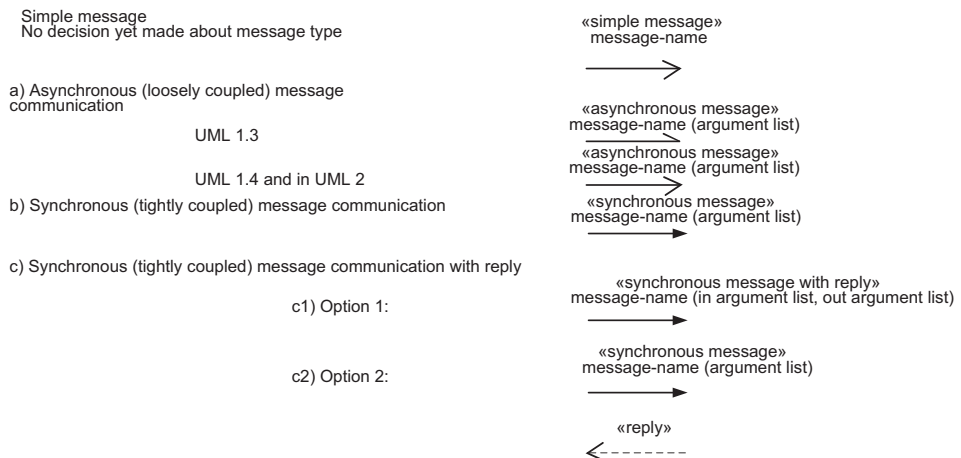 Simple message
No decision yet made about message type
«simple message»
message-name
a) Asynchronous (loosely coupled) message
communication
UML 1.3
«asynchronous message»
message-name (argument list)
UML 1.4 and in UML 2
«asynchronous message»
message-name (argument list)
b) Synchronous (tightly coupled) message communication
«synchronous message»
message-name (argument list)
c) Synchronous (tightly coupled) message communication with reply
c1) Option 1:
«synchronous message with reply»
message-name (in argument list, out argument list)
c2) Option 2:
«synchronous message»
message-name (argument list)
«reply»